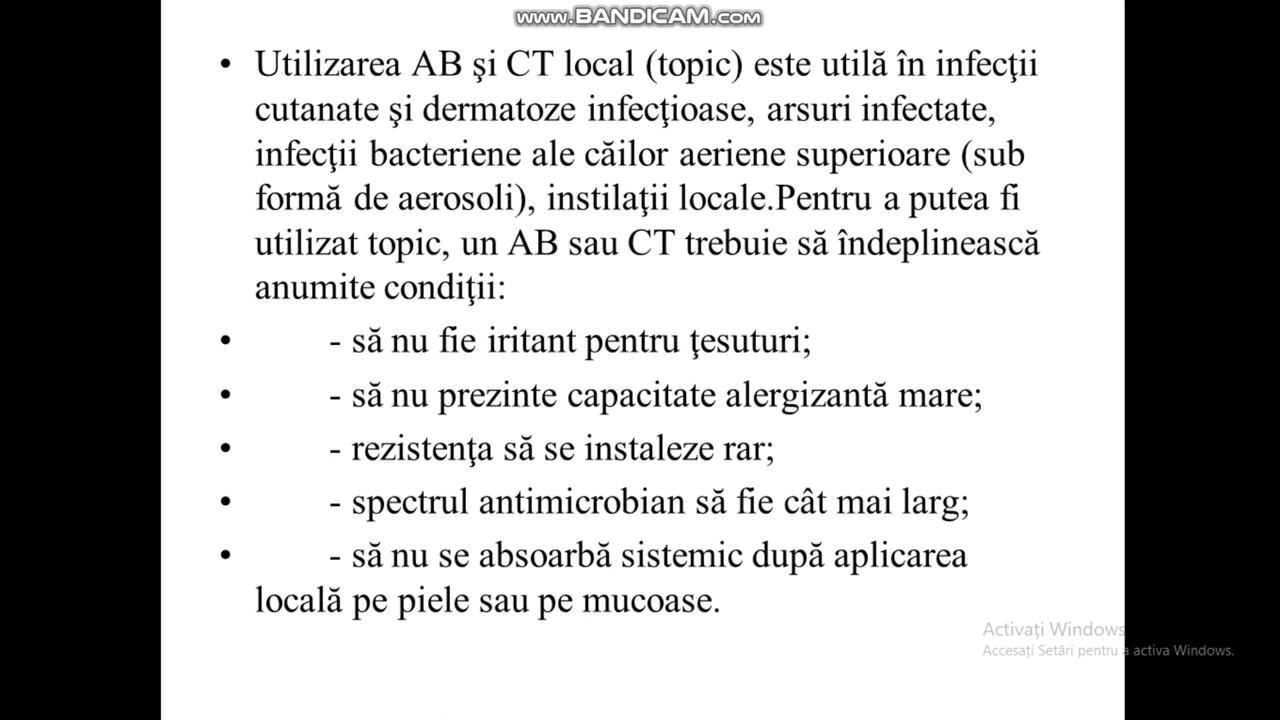 www.BANDICAM.com
• Utilizarea AB şi CT local (topic) este utilă în infecţii
cutanate şi dermatoze infecţioase, arsuri infectate,
infecţii bacteriene ale căilor aeriene superioare (sub
formă de aerosoli), instilaţii locale.Pentru a putea fi
utilizat topic, un AB sau CT trebuie să îndeplinească
anumite condiţii:
• - să nu fie iritant pentru ţesuturi;
• - să nu prezinte capacitate alergizantă mare;
• - rezistenţa să se instaleze rar;
• - spectrul antimicrobian să fie cât mai larg;
• - să nu se absoarbă sistemic după aplicarea
locală pe piele sau pe mucoase.
Activați Windows
Accesați Setări pentru a activa Windows.